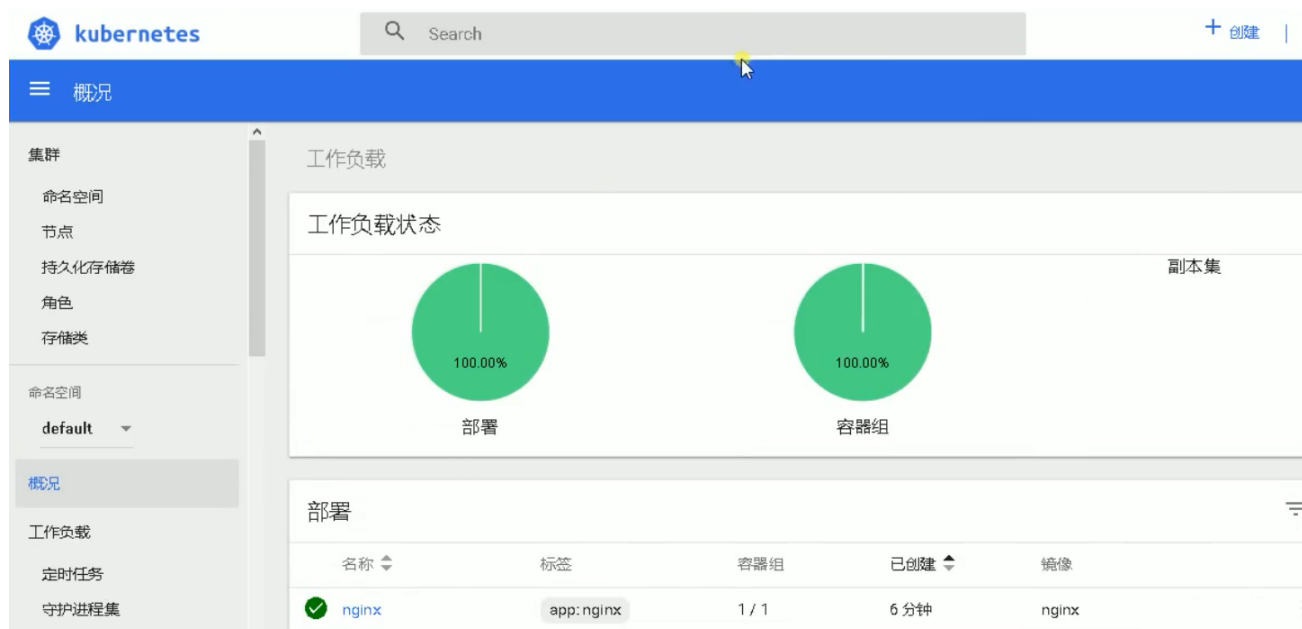 kubernetes
Search
+ 创建 |
概况
集群
命名空间
节点
持久化存储卷
角色
存储类
命名空间
default
概况
工作负载
定时任务
守护进程集
工作负载
工作负载状态
100.00%
部署
100.00%
容器组
副本集
部署
名称 标签 容器组 已创建 镜像
nginx app:nginx 1 / 1 6 分钟 nginx